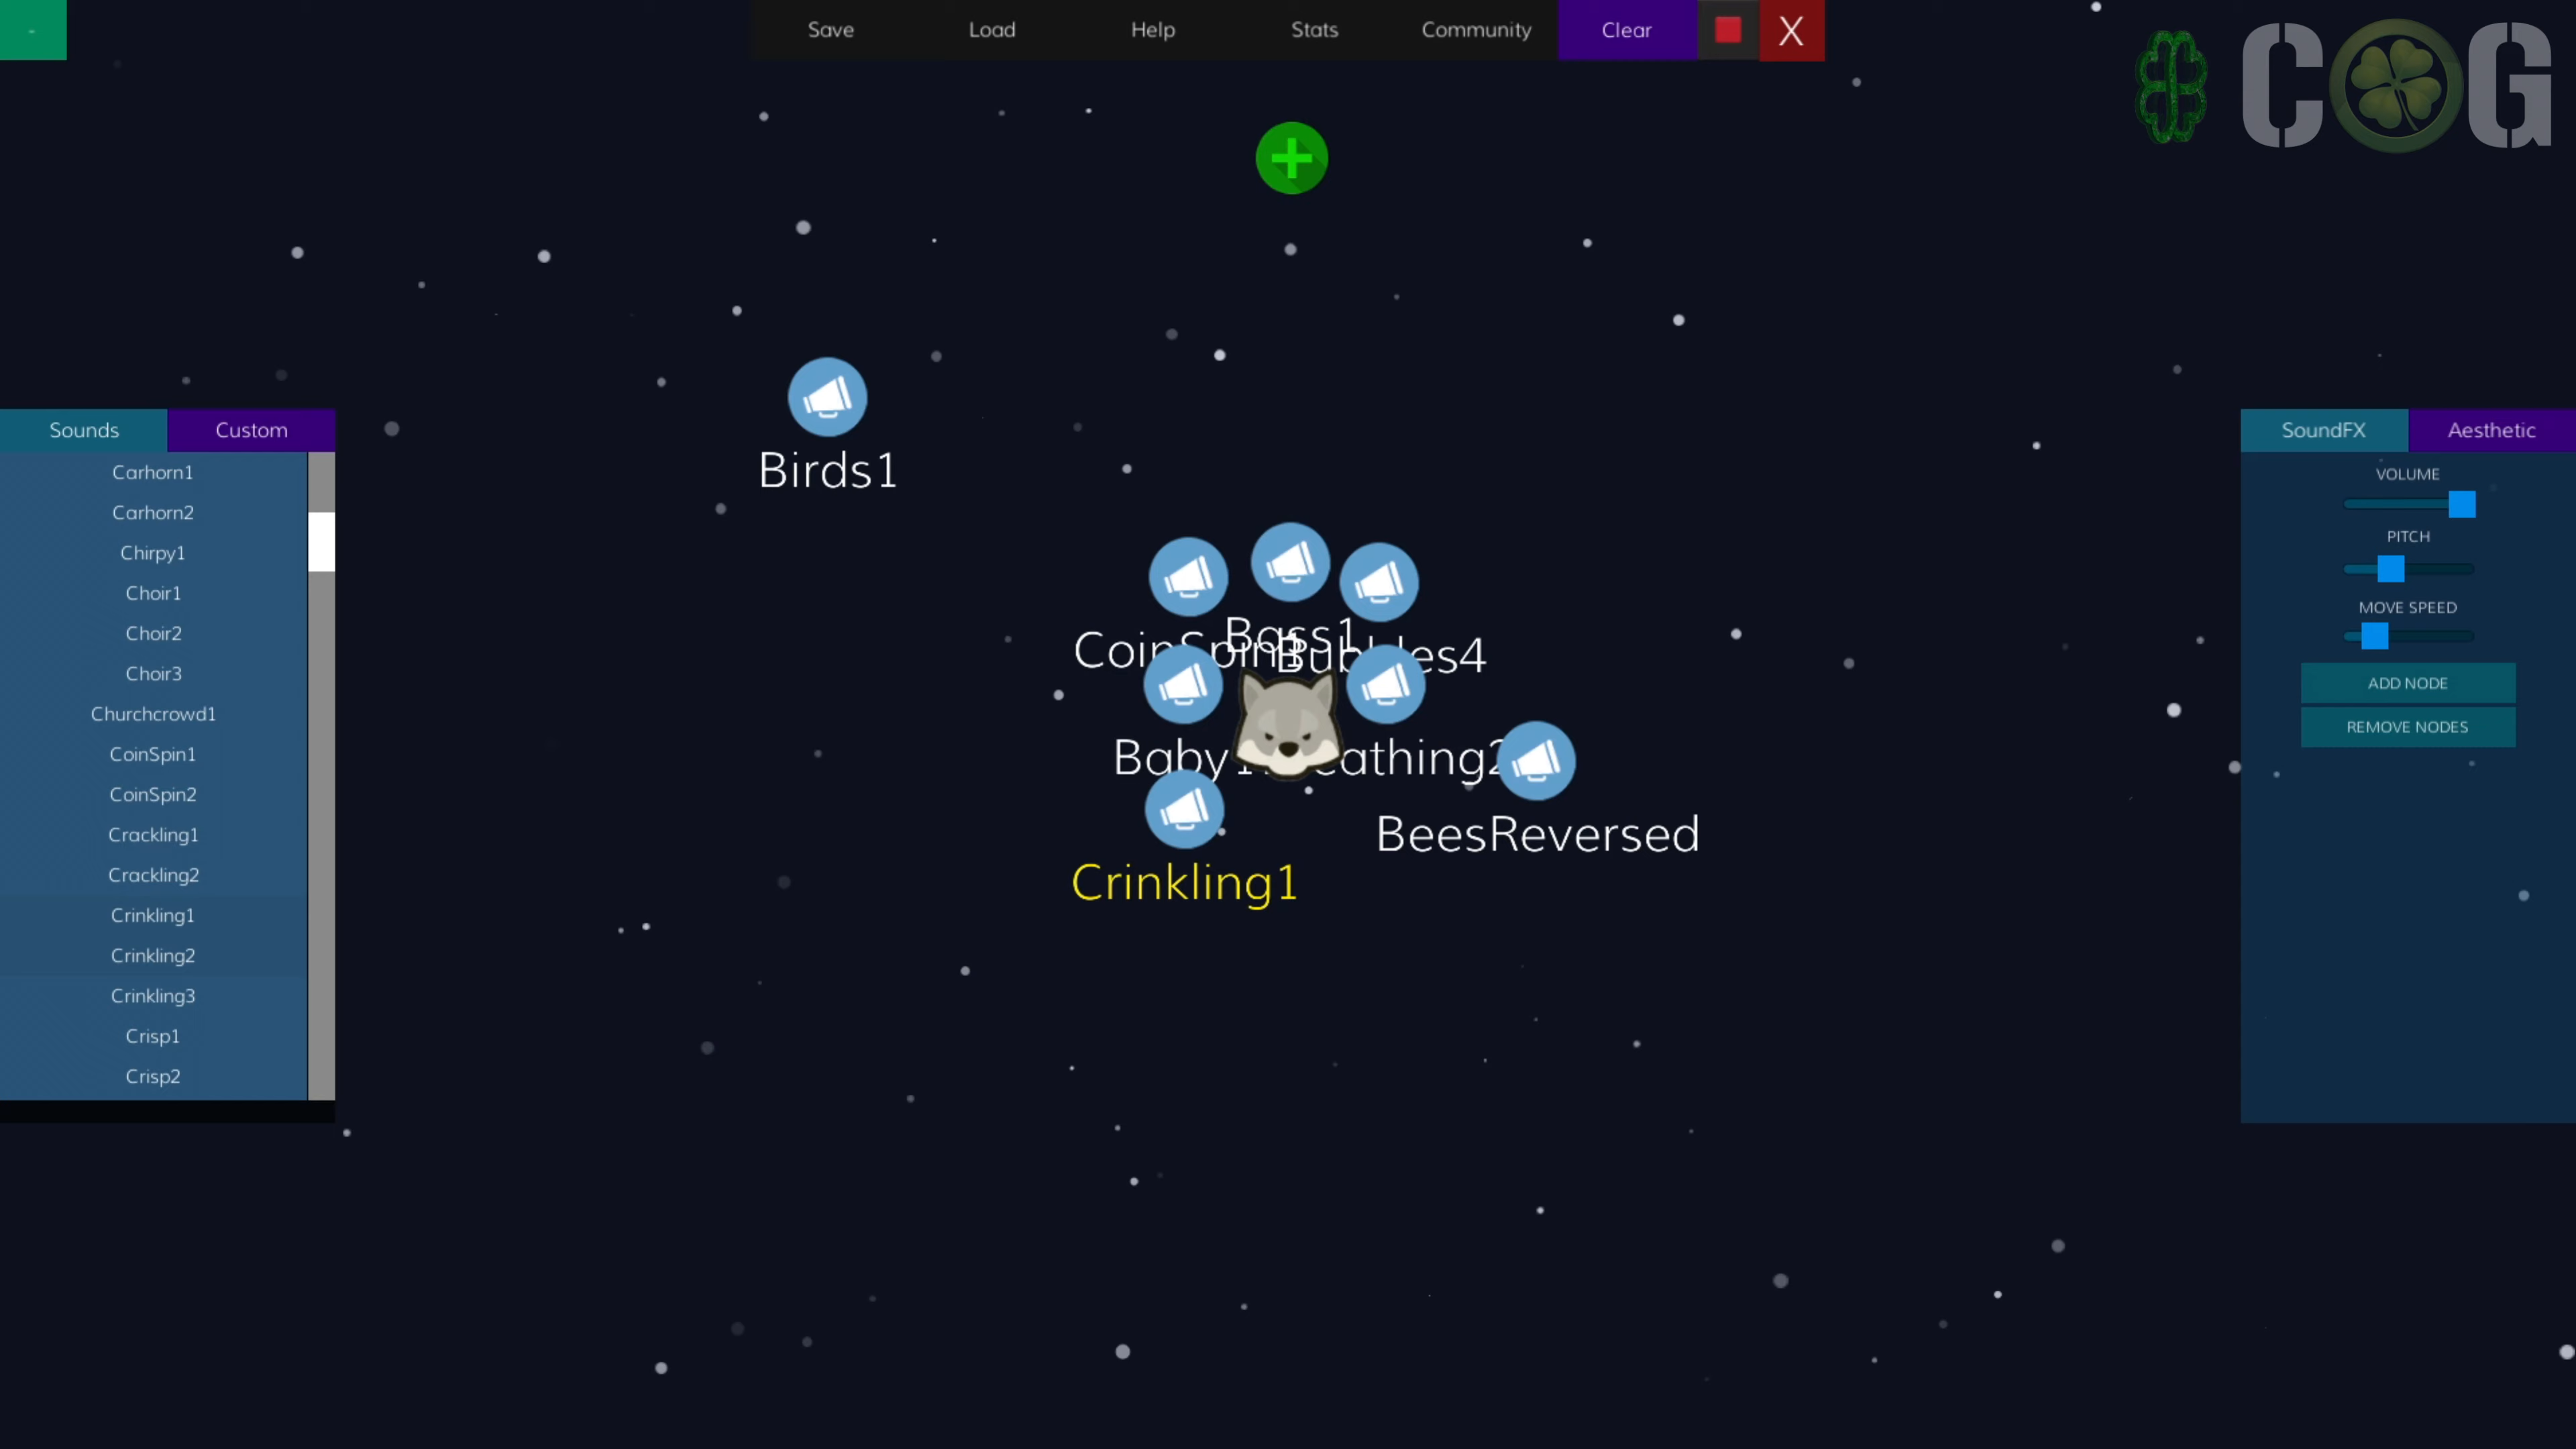 -
Save
Load
Help
Stats
Community
Clear
X
COG
Birds1
Sounds
Custom
Carhorn1
Carhorn2
Chirpy1
Choir1
Choir2
Choir3
Churchcrowd1
CoinSpin1
CoinSpin2
Crackling1
Crackling2
Crinkling1
Crinkling2
Crinkling3
Crisp1
Crisp2
Bass1
Bubbles4
Baby1
BeesReversed
Crinkling1
SoundFX
Aesthetic
VOLUME
PITCH
MOVE SPEED
ADD NODE
REMOVE NODES